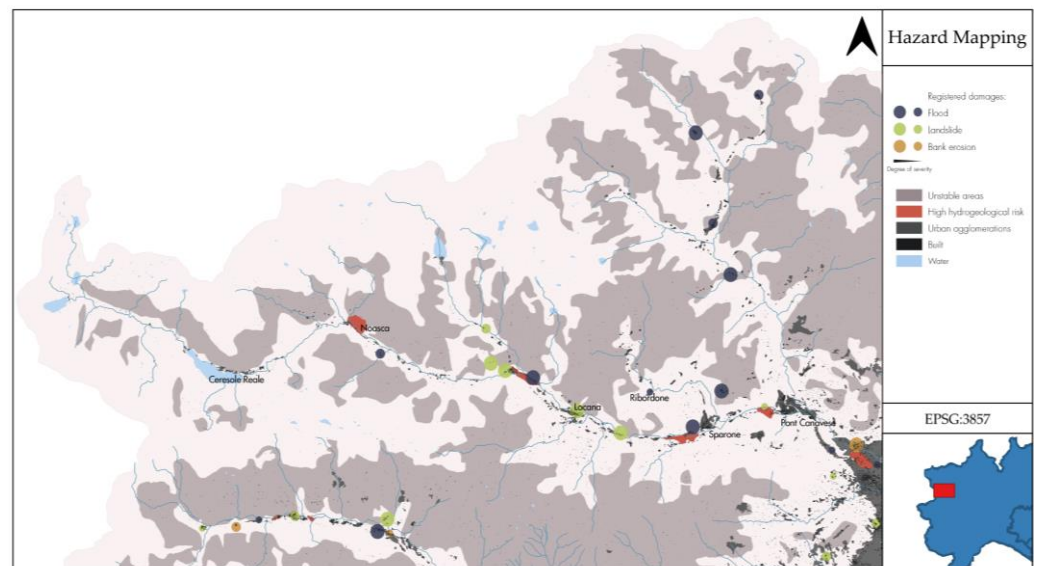 Hazard Mapping
Registered damages:
Flood
Landslide
Bank erosion
Degree of severity
Unstable areas
High hydrogeological risk
Urban agglomerations
Built
Water
Noasca
Ceresole Reale
Ribordone
Locana
Pont Canavese
Sparone
EPSG:3857